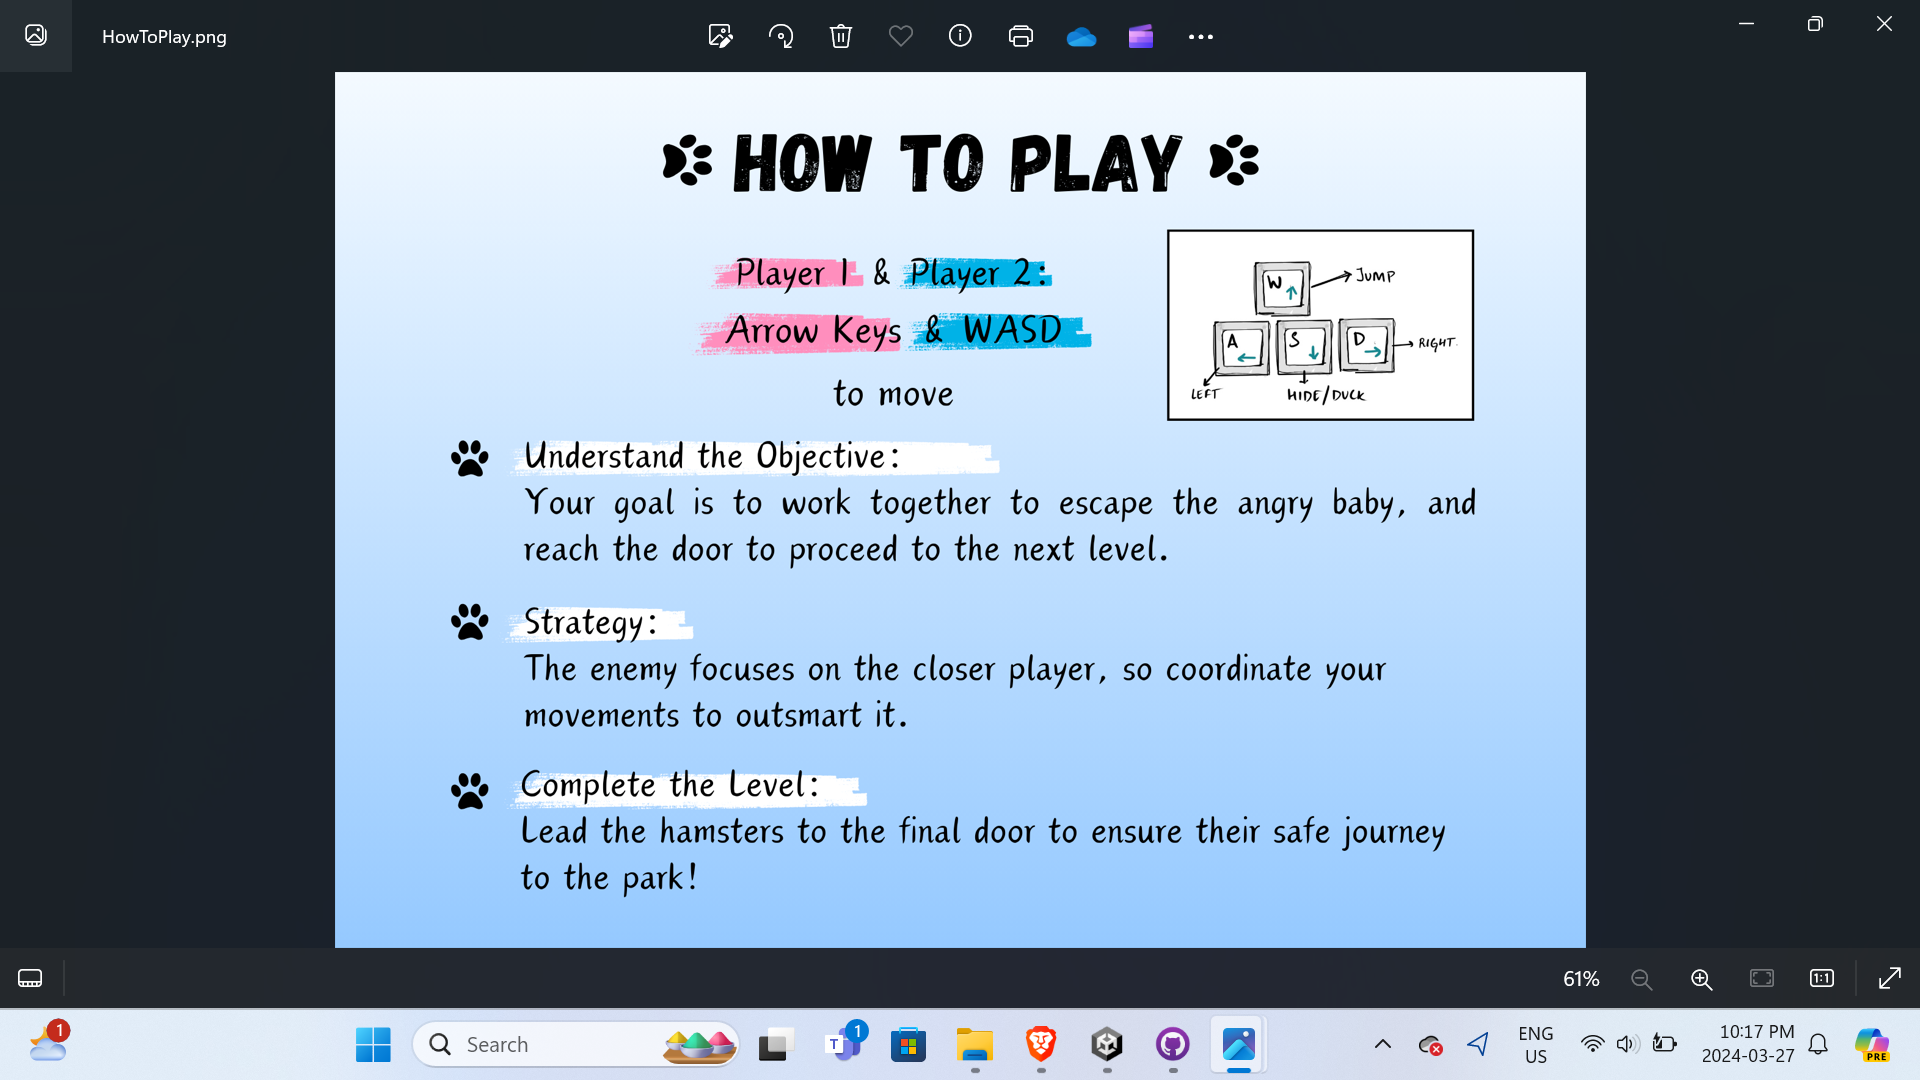 HowToPlay.png
HOW TO PLAY
Player 1 & Player 2:
Arrow Keys & WASD
to move
W
JUMP
A
S
D
RIGHT
LEFT
HIDE/DUCK
Understand the Objective:
Your goal is to work together to escape the angry baby, and
reach the door to proceed to the next level.
Strategy:
The enemy focuses on the closer player, so coordinate your
movements to outsmart it.
Complete the Level:
Lead the hamsters to the final door to ensure their safe journey
to the park!
61%
1:1
1
Search
T
1
ENG
US
10:17 PM
2024-03-27
PRE